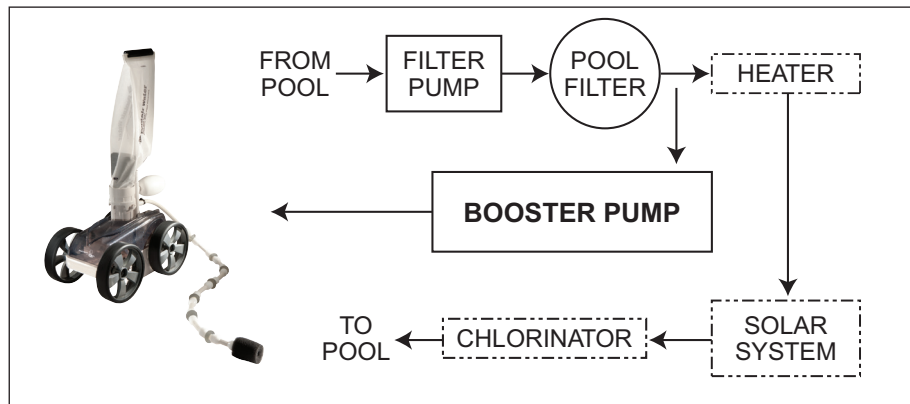 FROM
POOL
FILTER
PUMP
POOL
FILTER
HEATER
BOOSTER PUMP
TO
POOL
CHLORINATOR
SOLAR
SYSTEM